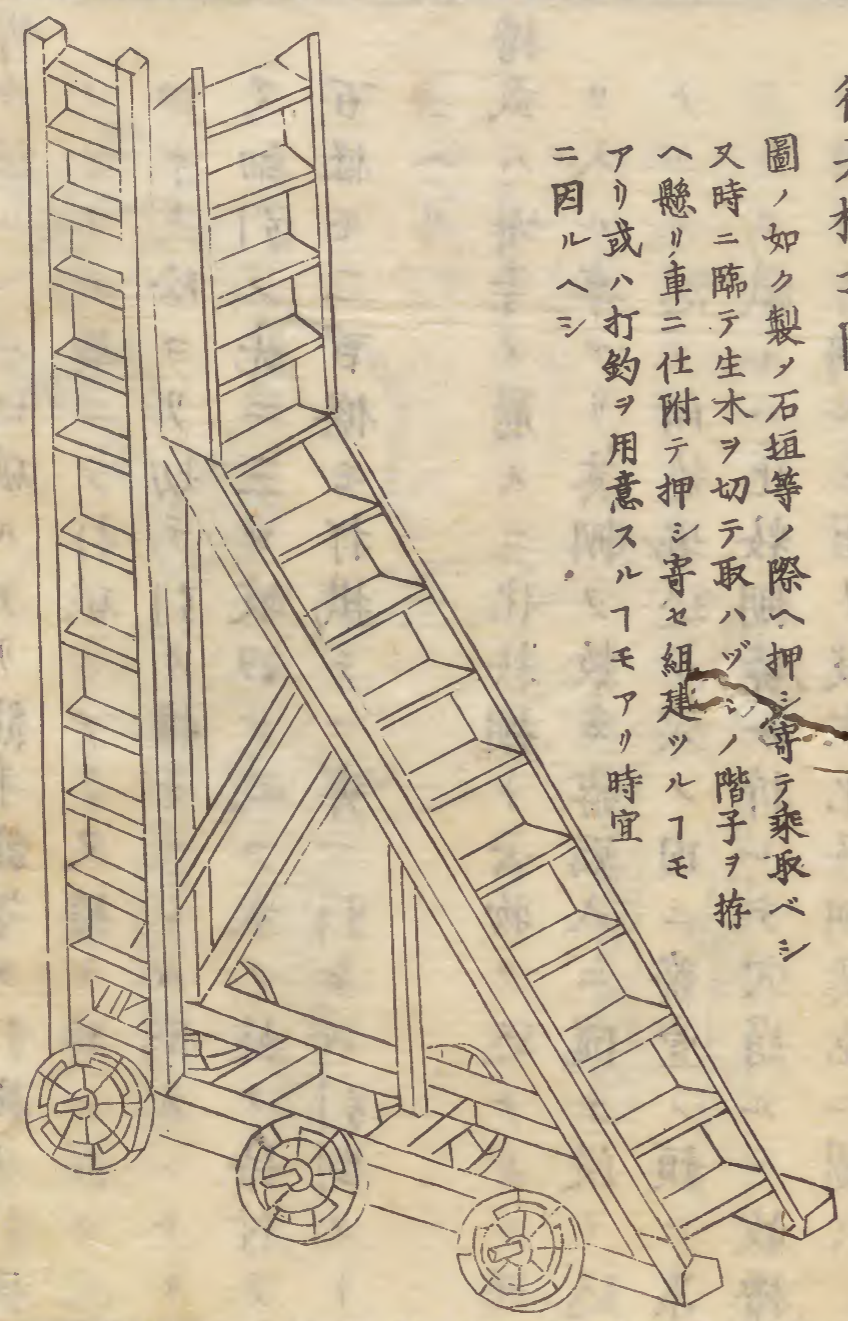 圖ノ如ク製メ石垣等ノ際ヘ押シ寄テ乗取ベシ
又時ニ臨テ生木ヲ切テ取ハヅシノ階子ヲ拵
ヘ懸リ車ニ仕附テ押シ寄セ組建ツルヿモ
アリ或ハ打鈎ヲ用意スルヿモアリ時宜
ニ因ルヘシ